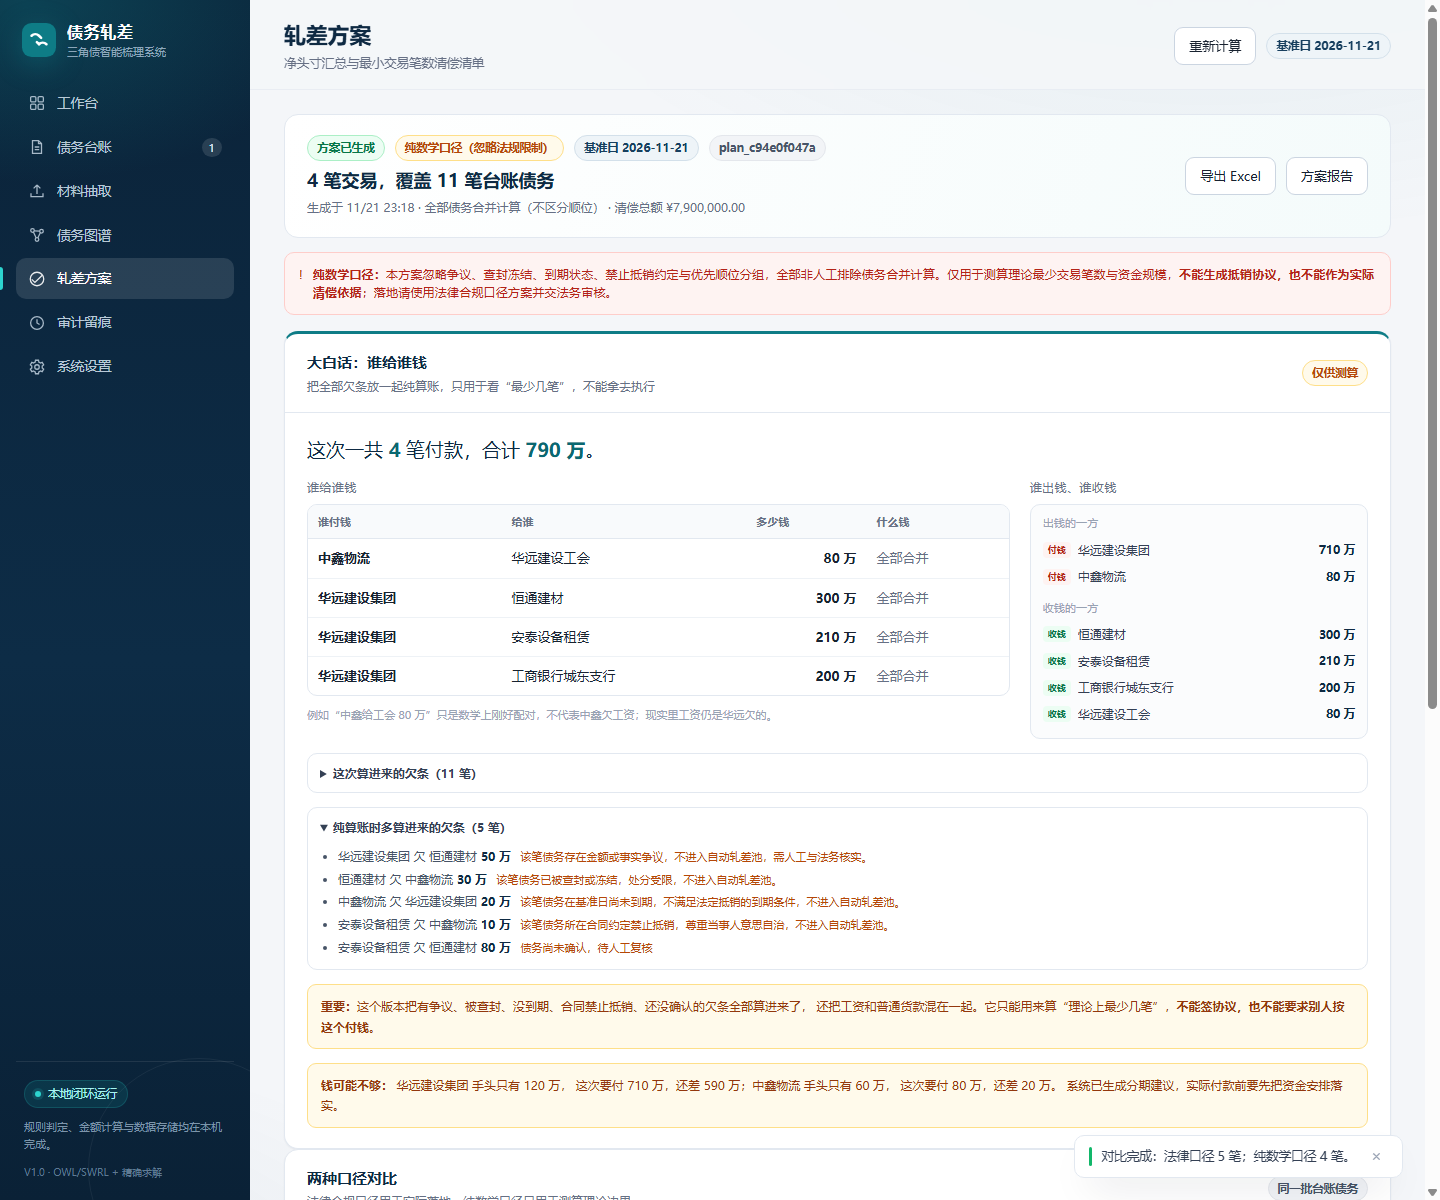 债务轧差
三角债智能梳理系统
工作台
债务台账 1
材料抽取
债务图谱
轧差方案
审计留痕
系统设置
本地闭环运行
规则判定、金额计算与数据存储均在本机完成。
V1.0 · OWL/SWRL + 精确求解
轧差方案
净头寸汇总与最小交易笔数清偿清单
重新计算 基准日 2026-11-21
方案已生成 纯数学口径（忽略法规限制） 基准日 2026-11-21 plan_c94e0f047a
4 笔交易，覆盖 11 笔台账债务
生成于 11/21 23:18 · 全部债务合并计算（不区分顺位） · 清偿总额 ¥7,900,000.00
导出 Excel 方案报告
! 纯数学口径：本方案忽略争议、查封冻结、到期状态、禁止抵销约定与优先顺位分组，全部非人工排除债务合并计算。仅用于测算理论最少交易笔数与资金规模，不能生成抵销协议，也不能作为实际
清偿依据；落地请使用法律合规口径方案并交法务审核。
大白话：谁给谁钱
把全部欠条放一起纯算账，只用于看“最少几笔”，不能拿去执行
仅供测算
这次一共 4 笔付款，合计 790 万。
谁给谁钱
谁付钱 给谁 多少钱 什么钱
中鑫物流 华远建设工会 80 万 全部合并
华远建设集团 恒通建材 300 万 全部合并
华远建设集团 安泰设备租赁 210 万 全部合并
华远建设集团 工商银行城东支行 200 万 全部合并
例如“中鑫给工会 80 万”只是数学上刚好配对，不代表中鑫欠工资；现实里工资仍是华远欠的。
谁出钱、谁收钱
出钱的一方
付钱 华远建设集团 710 万
付钱 中鑫物流 80 万
收钱的一方
收钱 恒通建材 300 万
收钱 安泰设备租赁 210 万
收钱 工商银行城东支行 200 万
收钱 华远建设工会 80 万
▶ 这次算进来的欠条（11 笔）
▼ 纯算账时多算进来的欠条（5 笔）
• 华远建设集团 欠 恒通建材 50 万 该笔债务存在金额或事实争议，不进入自动轧差池，需人工与法务核实。
• 恒通建材 欠 中鑫物流 30 万 该笔债务已被查封或冻结，处分受限，不进入自动轧差池。
• 中鑫物流 欠 华远建设集团 20 万 该笔债务在基准日尚未到期，不满足法定抵销的到期条件，不进入自动轧差池。
• 安泰设备租赁 欠 中鑫物流 10 万 该笔债务所在合同约定禁止抵销，尊重当事人意思自治，不进入自动轧差池。
• 安泰设备租赁 欠 恒通建材 80 万 债务尚未确认，待人工复核
重要：这个版本把有争议、被查封、没到期、合同禁止抵销、还没确认的欠条全部算进来了， 还把工资和普通货款混在一起。它只能用来算“理论上最少几笔”，不能签协议，也不能要求别人按
这个付钱。
钱可能不够： 华远建设集团 手头只有 120 万， 这次要付 710 万，还差 590 万；中鑫物流 手头只有 60 万， 这次要付 80 万，还差 20 万。 系统已生成分期建议，实际付款前要先把资金安排落
实。
两种口径对比
同一批台账债务
对比完成：法律口径 5 笔；纯数学口径 4 笔。 ×